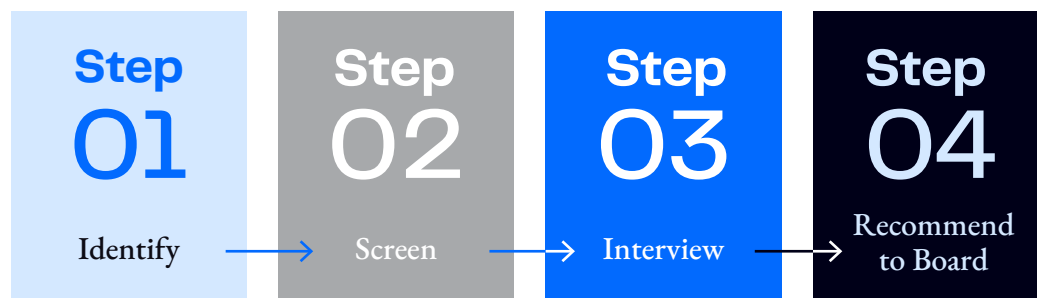 Step
01
Identify
Step
02
Screen
Step
03
Interview
Step
04
Recommend
to Board